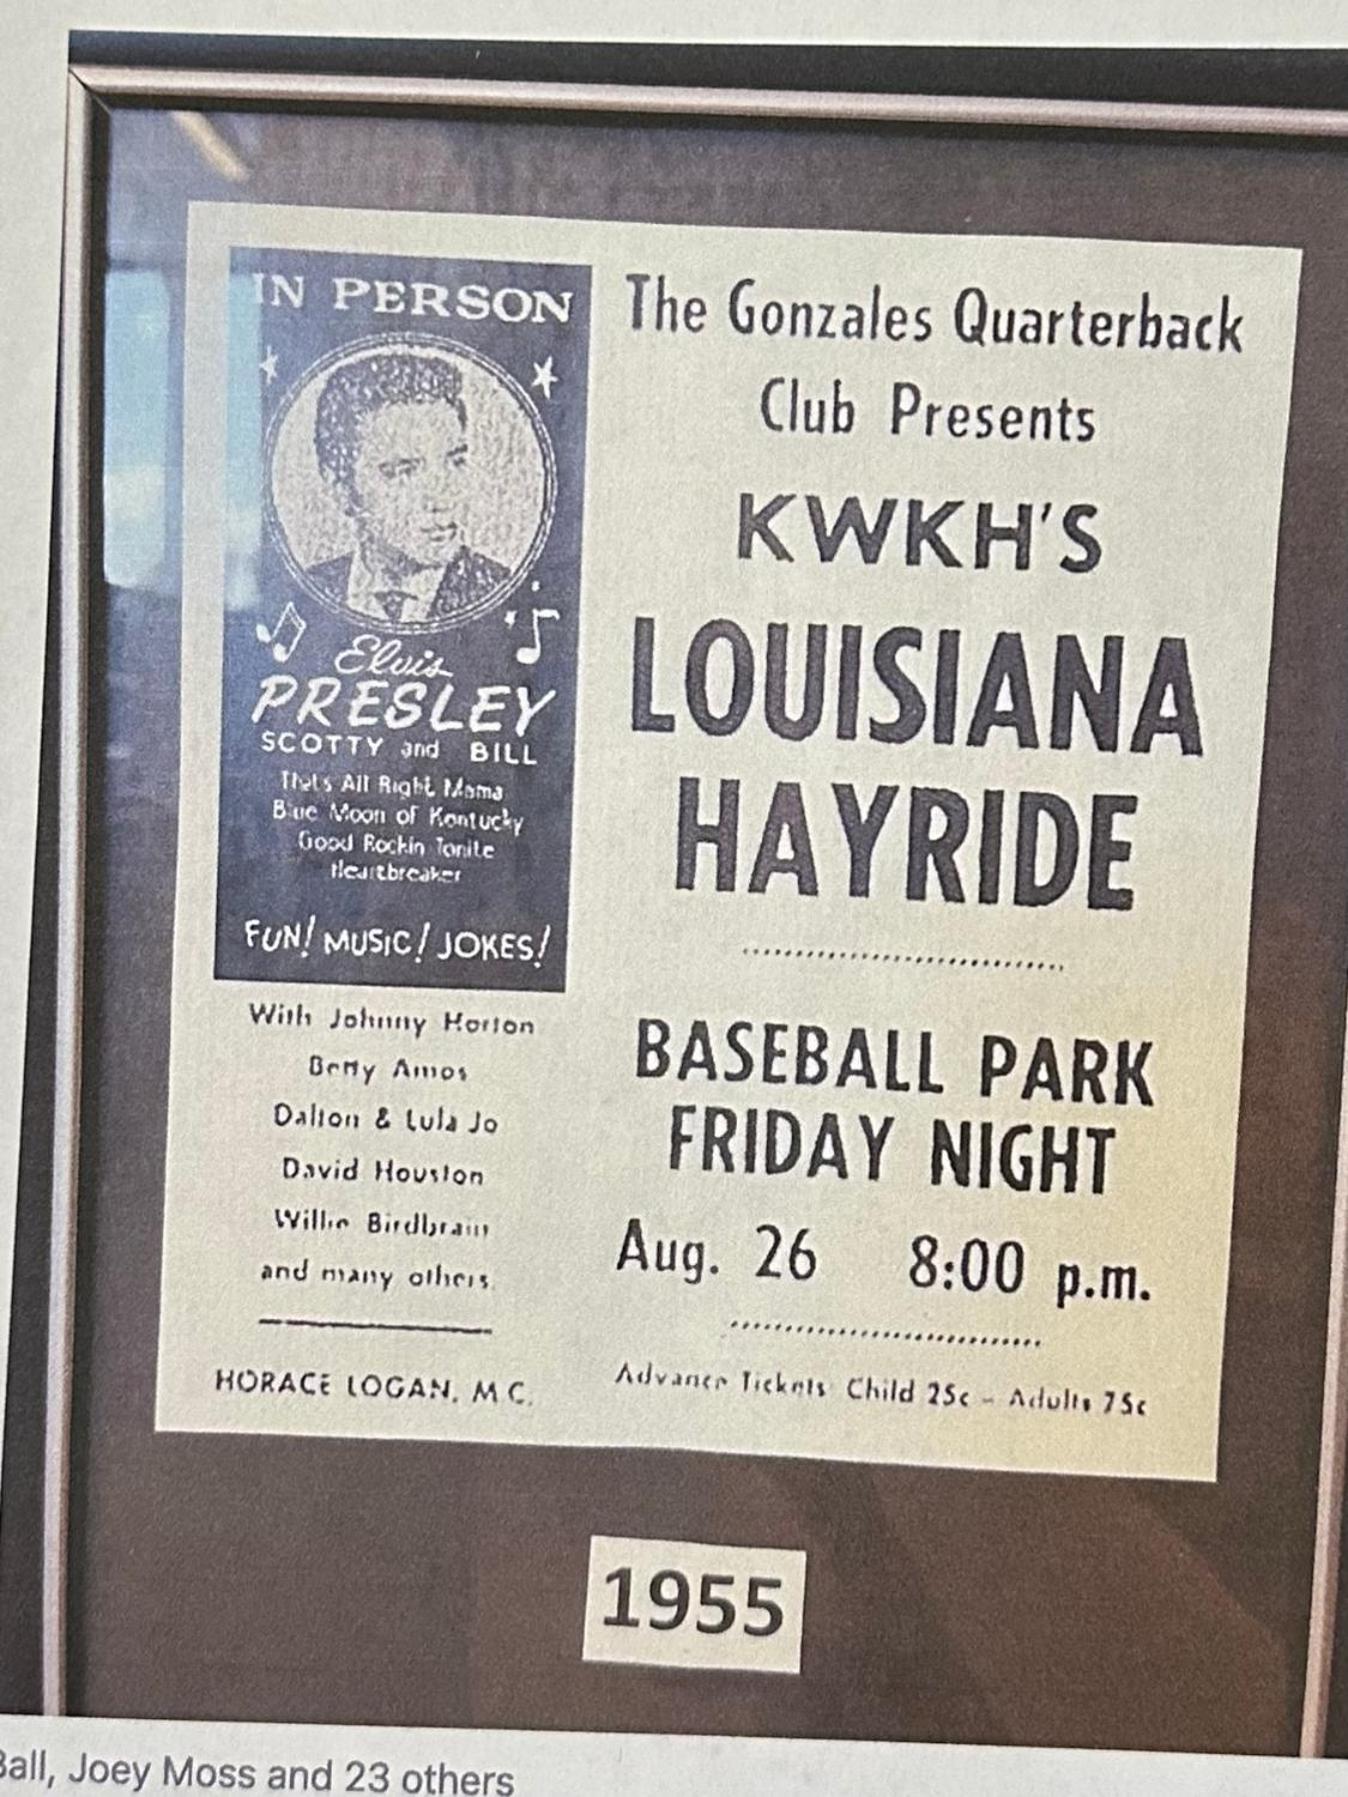 IN PERSON
Elvis
PRESLEY
SCOTTY and BILL
Thats All Right Mama
Blue Moon of Kentucky
Good Rockin Tonite
Heartbreaker
FUN! MUSIC! JOKES!
With Johnny Horton
Betty Amos
Dalton & Lula Jo
David Houston
Willie Birdbrain
and many others.
HORACE LOGAN, M.C.
The Gonzales Quarterback
Club Presents
KWKH'S
LOUISIANA
HAYRIDE
BASEBALL PARK
FRIDAY NIGHT
Aug. 26 8:00 p.m.
Advance Tickets Child 25c - Adults 75c
1955
Ball, Joey Moss and 23 others